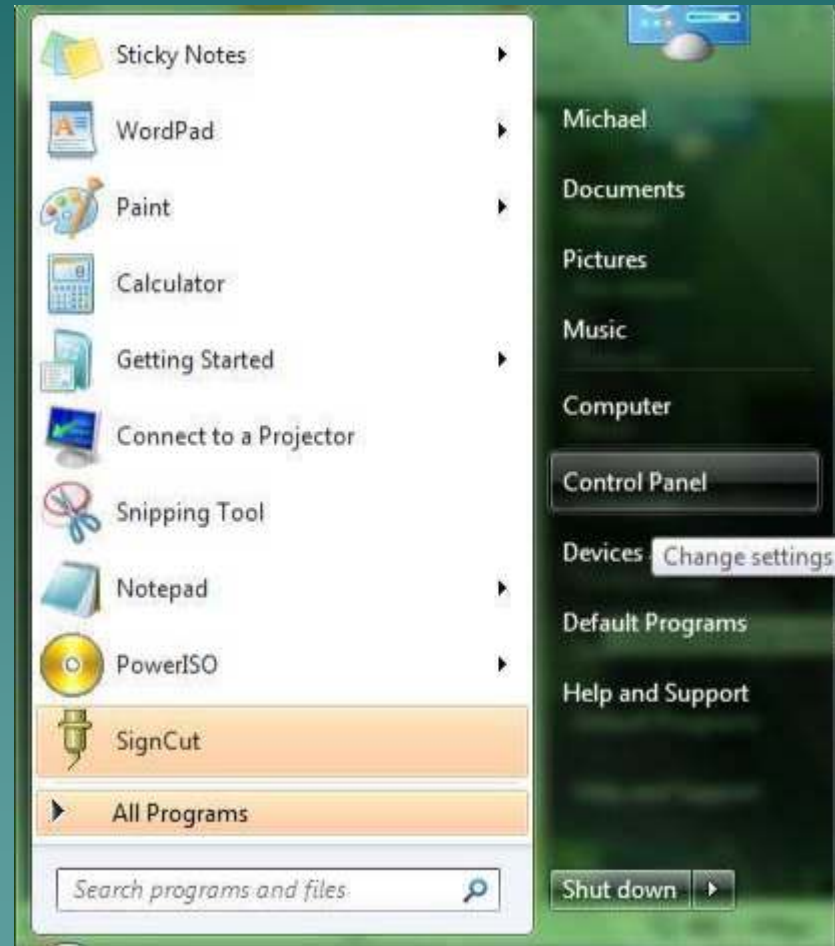 Sticky Notes
WordPad
Paint
Calculator
Getting Started
Connect to a Projector
Snipping Tool
Notepad
PowerISO
SignCut
All Programs
Search programs and files
Michael
Documents
Pictures
Music
Computer
Control Panel
Devices
Change settings
Default Programs
Help and Support
Shut down